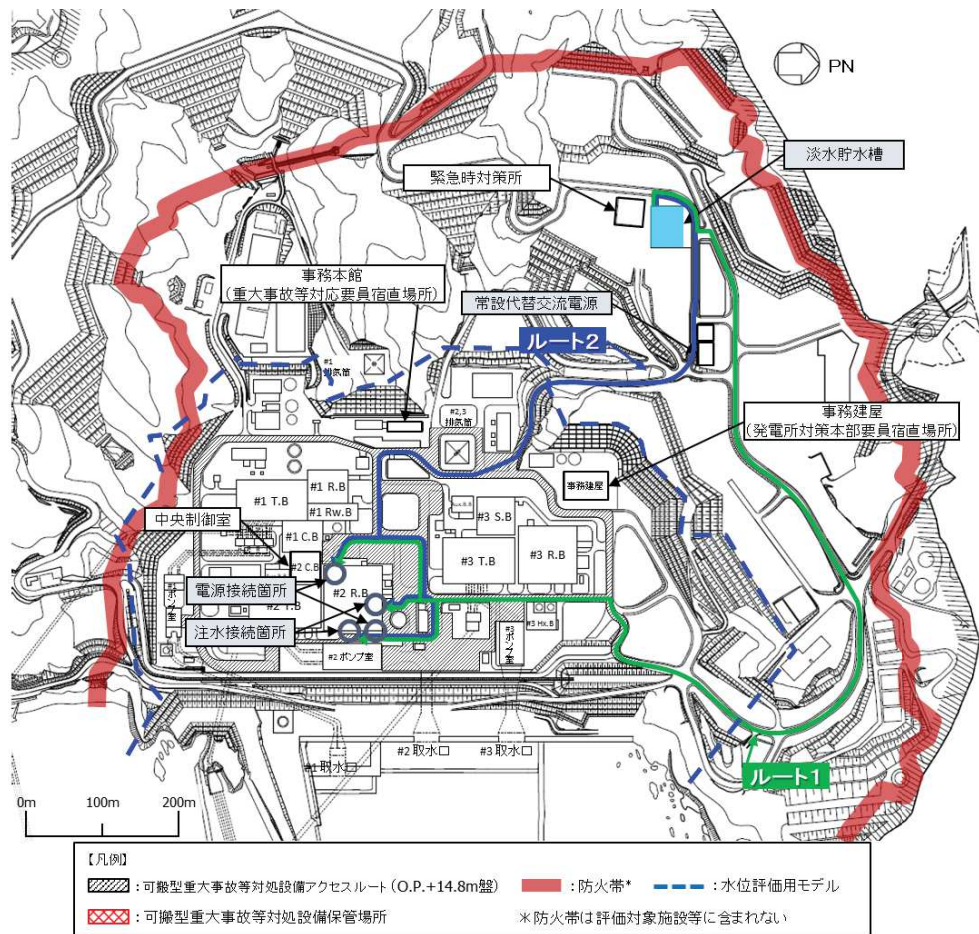 PN
淡水貯水槽
緊急時対策所
事務本館
(重大事故等対応要員宿直場所)
常設代替交流電源
ルート2
#1
排気筒
#2,3
排気筒
事務建屋
(発電所対策本部要員宿直場所)
事務建屋
#1 R.B
#1 T.B
#1 Rw.B
#3 S.B
中央制御室
#1 C.B
#3 T.B
#3 R.B
#2 C.B
#2 R.B
電源接続箇所
#1ポンプ室
#2 T.B
注水接続箇所
#3 Hx.B
#3ポンプ室
#2 ポンプ室
#1 取水口
#2 取水口
#3 取水口
ルート1
0m
100m
200m
【凡例】
:可搬型重大事故等対処設備アクセスルート(O.P.+14.8m盤)
:防火帯*
:水位評価用モデル
:可搬型重大事故等対処設備保管場所
*防火帯は評価対象施設等に含まれない